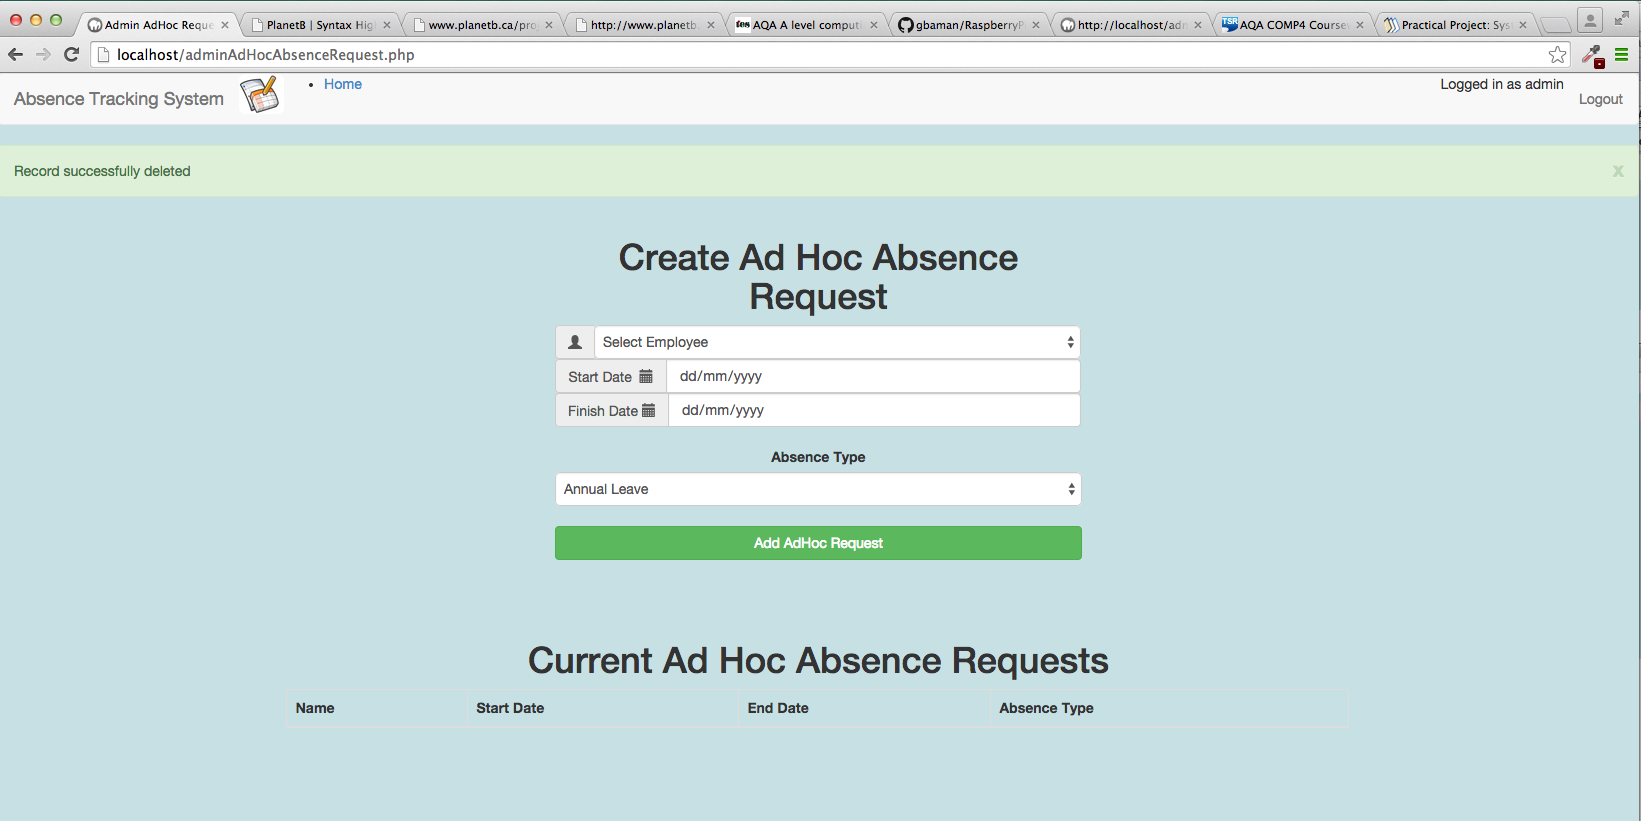 Admin AdHoc Reque
PlanetB | Syntax Hig
www.planetb.ca/pro
http://www.planetb.
tes AQA A level comput
gbaman/RaspberryP
http://localhost/adm
TSR AQA COMP4 Course
Practical Project: Sys
localhost/adminAdHocAbsenceRequest.php
Absence Tracking System
Home
Logged in as admin
Logout
Record successfully deleted
x
Create Ad Hoc Absence
Request
Select Employee
Start Date dd/mm/yyyy
Finish Date dd/mm/yyyy
Absence Type
Annual Leave
Add AdHoc Request
Current Ad Hoc Absence Requests
Name Start Date End Date Absence Type